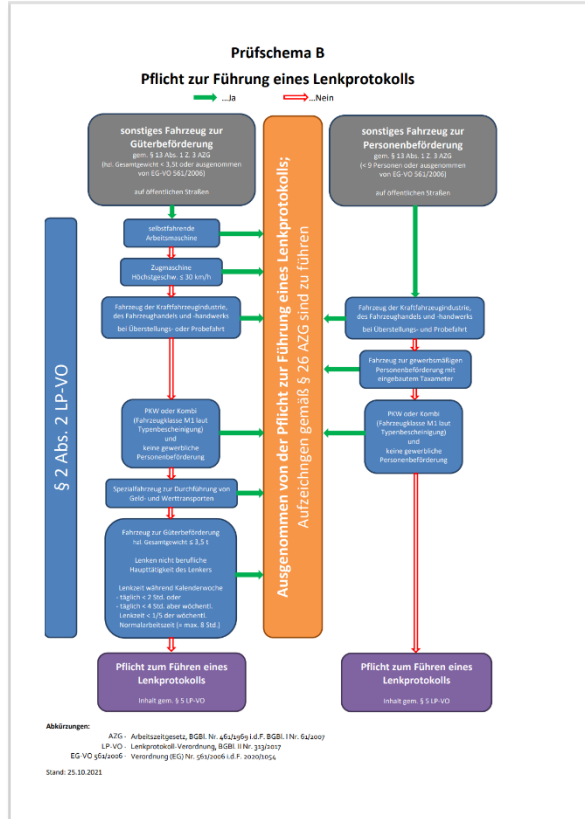 Prüfschema B
Pflicht zur Führung eines Lenkprotokolls
...Ja
...Nein
sonstiges Fahrzeug zur
Güterbeförderung
gem. § 13 Abs. 1 Z. 3 AZG
(hzl. Gesamtgewicht < 3,5t oder ausgenommen
von EG-VO 561/2006)
auf öffentlichen Straßen
sonstiges Fahrzeug zur
Personenbeförderung
gem. § 13 Abs. 1 Z. 3 AZG
(< 9 Personen oder ausgenommen
von EG-VO 561/2006)
auf öffentlichen Straßen
§ 2 Abs. 2 LP-VO
selbstfahrende
Arbeitsmaschine
Zugmaschine
Höchstgeschw. ≤ 30 km/h
Fahrzeug der Kraftfahrzeugindustrie,
des Fahrzeughandels und -handwerks
bei Überstellungs- oder Probefahrt
PKW oder Kombi
(Fahrzeugklasse M1 laut
Typenbescheinigung)
und
keine gewerbliche
Personenbeförderung
Spezialfahrzeug zur Durchführung von
Geld- und Werttransporten
Fahrzeug zur Güterbeförderung
hzl. Gesamtgewicht ≤ 3,5 t
Lenken nicht berufliche
Haupttätigkeit des Lenkers
Lenkzeit während Kalenderwoche
- täglich < 2 Std. oder
- täglich < 4 Std. aber wöchentl.
Lenkzeit < 1/5 der wöchentl.
Normalarbeitszeit [= max. 8 Std.]
Pflicht zum Führen eines
Lenkprotokolls
Inhalt gem. § 5 LP-VO
Ausgenommen von der Pflicht zur Führung eines Lenkprotokolls;
Aufzeichngen gemäß § 26 AZG sind zu führen
Fahrzeug der Kraftfahrzeugindustrie,
des Fahrzeughandels und -handwerks
bei Überstellungs- und Probefahrt
Fahrzeug zur gewerbsmäßigen
Personenbeförderung mit
eingebautem Taxameter
PKW oder Kombi
(Fahrzeugklasse M1 laut
Typenbescheinigung)
und
keine gewerbliche
Personenbeförderung
Pflicht zum Führen eines
Lenkprotokolls
Inhalt gem. § 5 LP-VO
Abkürzungen:
AZG - Arbeitszeitgesetz, BGBl. Nr. 461/1969 i.d.F. BGBl. I Nr. 61/2007
LP-VO - Lenkprotokoll-Verordnung, BGBl. II Nr. 313/2017
EG-VO 561/2006 - Verordnung (EG) Nr. 561/2006 i.d.F. 2020/1054
Stand: 25.10.2021